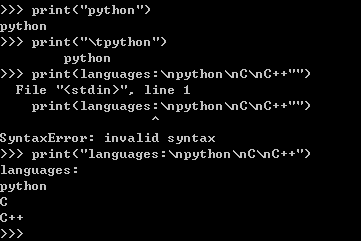 >>> print("python")
python
>>> print("\tpython")
        python
>>> print(languages:\npython\nC\nC++"")
  File "<stdin>", line 1
    print(languages:\npython\nC\nC++"")
                   ^
SyntaxError: invalid syntax
>>> print("languages:\npython\nC\nC++")
languages:
python
C
C++
>>>